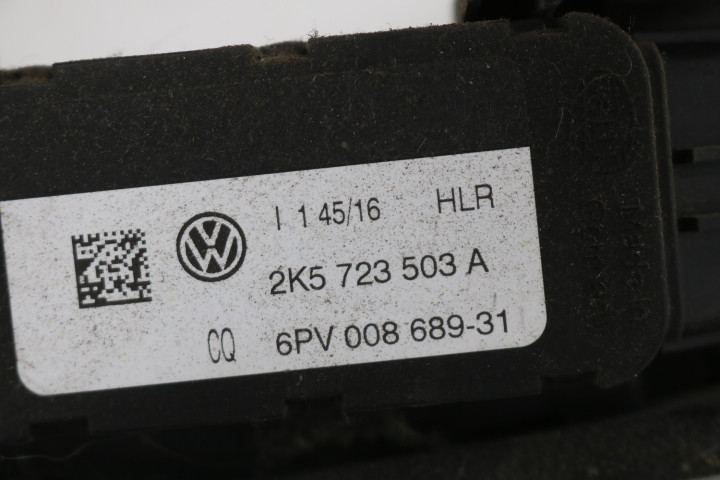 I 1 45/16 HLR
2K5 723 503 A
CQ 6PV 008 689-31